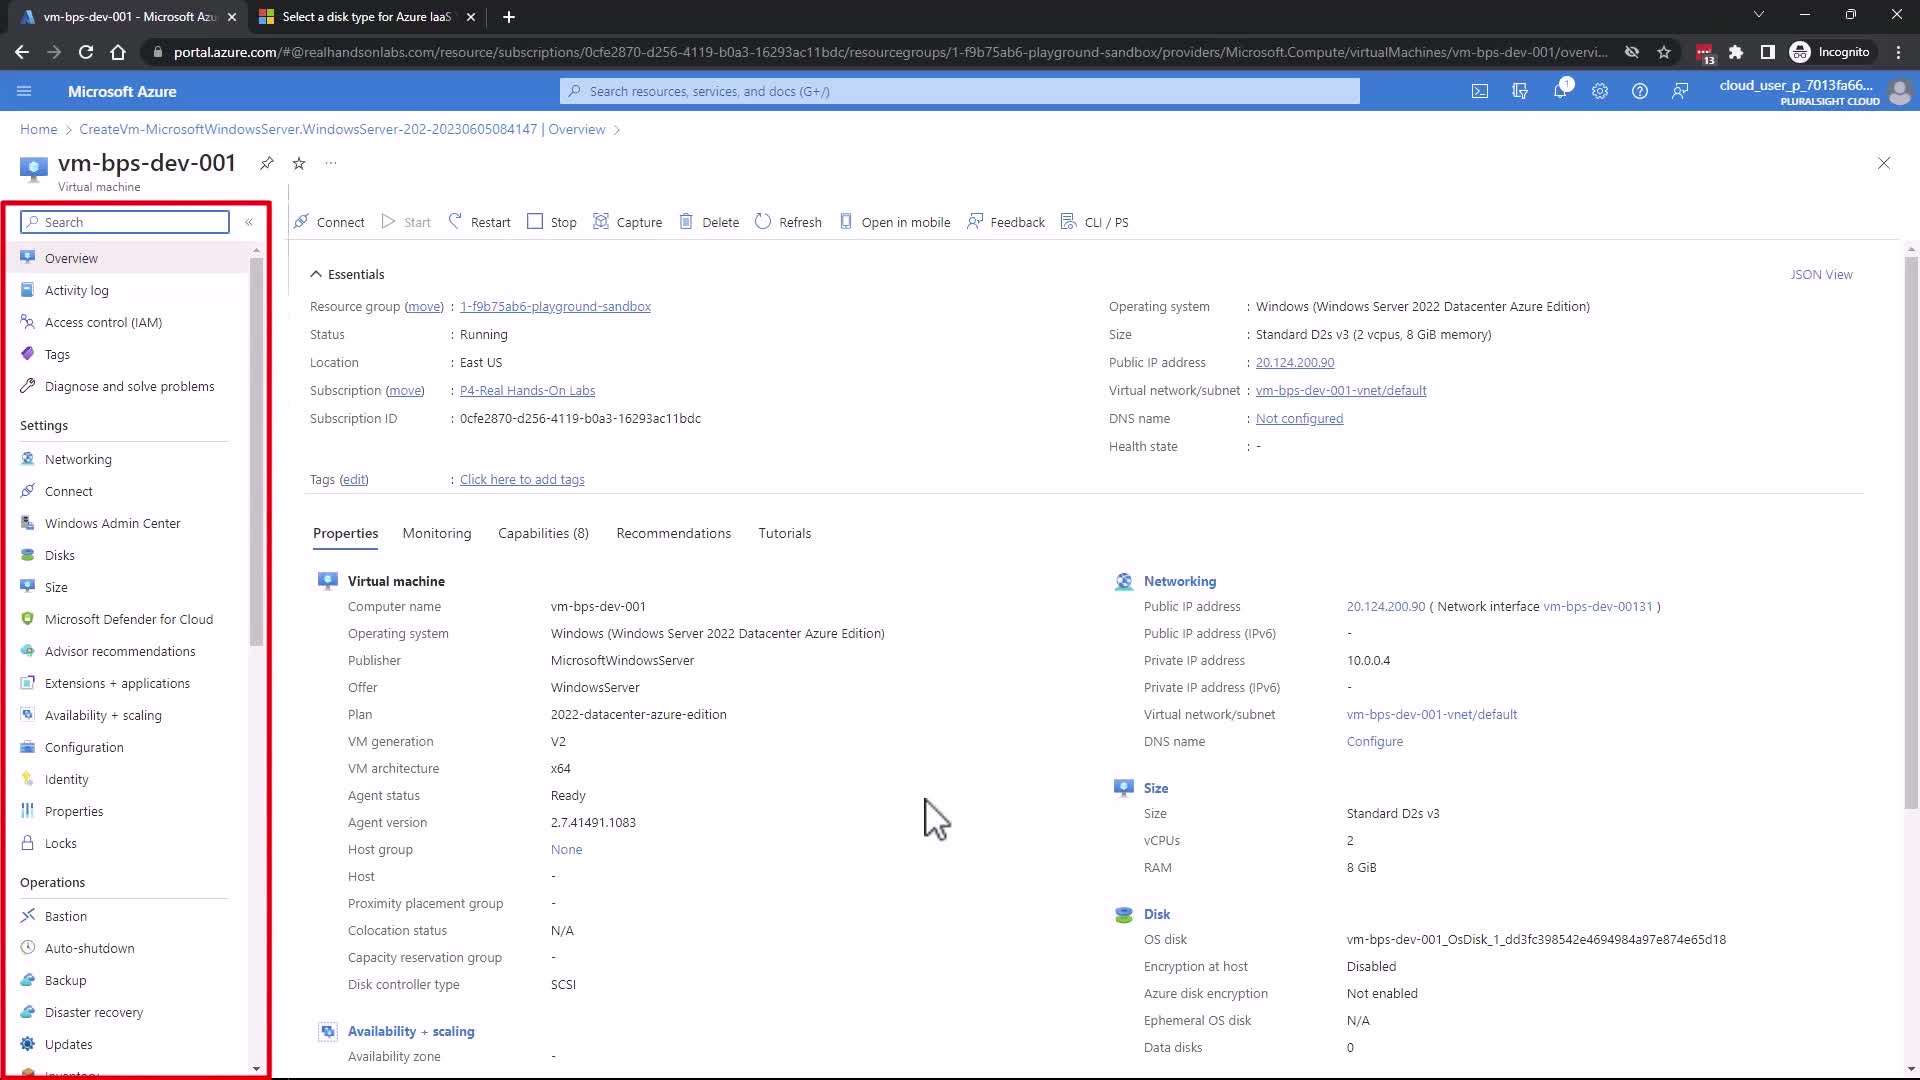 vm-bps-dev-001 - Microsoft Azu
Select a disk type for Azure IaaS
portal.azure.com/#@realhandsonlabs.com/resource/subscriptions/0cfe2870-d256-4119-b0a3-16293ac11bdc/resourcegroups/1-f9b75ab6-playground-sandbox/providers/Microsoft.Compute/virtualMachines/vm-bps-dev-001/overvi...
13
Incognito
Microsoft Azure
Search resources, services, and docs (G+/)
1
cloud_user_p_7013fa66...
PLURALSIGHT CLOUD
Home > CreateVm-MicrosoftWindowsServer.WindowsServer-202-20230605084147 | Overview >
vm-bps-dev-001
Virtual machine
Search
Overview
Activity log
Access control (IAM)
Tags
Diagnose and solve problems
Settings
Networking
Connect
Windows Admin Center
Disks
Size
Microsoft Defender for Cloud
Advisor recommendations
Extensions + applications
Availability + scaling
Configuration
Identity
Properties
Locks
Operations
Bastion
Auto-shutdown
Backup
Disaster recovery
Updates
Inventory
Connect Start Restart Stop Capture Delete Refresh Open in mobile Feedback CLI / PS
Essentials
JSON View
Resource group (move) : 1-f9b75ab6-playground-sandbox
Status : Running
Location : East US
Subscription (move) : P4-Real Hands-On Labs
Subscription ID : 0cfe2870-d256-4119-b0a3-16293ac11bdc
Operating system : Windows (Windows Server 2022 Datacenter Azure Edition)
Size : Standard D2s v3 (2 vcpus, 8 GiB memory)
Public IP address : 20.124.200.90
Virtual network/subnet : vm-bps-dev-001-vnet/default
DNS name : Not configured
Health state : -
Tags (edit) : Click here to add tags
Properties Monitoring Capabilities (8) Recommendations Tutorials
Virtual machine
Computer name vm-bps-dev-001
Operating system Windows (Windows Server 2022 Datacenter Azure Edition)
Publisher MicrosoftWindowsServer
Offer WindowsServer
Plan 2022-datacenter-azure-edition
VM generation V2
VM architecture x64
Agent status Ready
Agent version 2.7.41491.1083
Host group None
Host -
Proximity placement group -
Colocation status N/A
Capacity reservation group -
Disk controller type SCSI
Availability + scaling
Availability zone -
Networking
Public IP address 20.124.200.90 ( Network interface vm-bps-dev-00131 )
Public IP address (IPv6) -
Private IP address 10.0.0.4
Private IP address (IPv6) -
Virtual network/subnet vm-bps-dev-001-vnet/default
DNS name Configure
Size
Size Standard D2s v3
vCPUs 2
RAM 8 GiB
Disk
OS disk vm-bps-dev-001_OsDisk_1_dd3fc398542e4694984a97e874e65d18
Encryption at host Disabled
Azure disk encryption Not enabled
Ephemeral OS disk N/A
Data disks 0